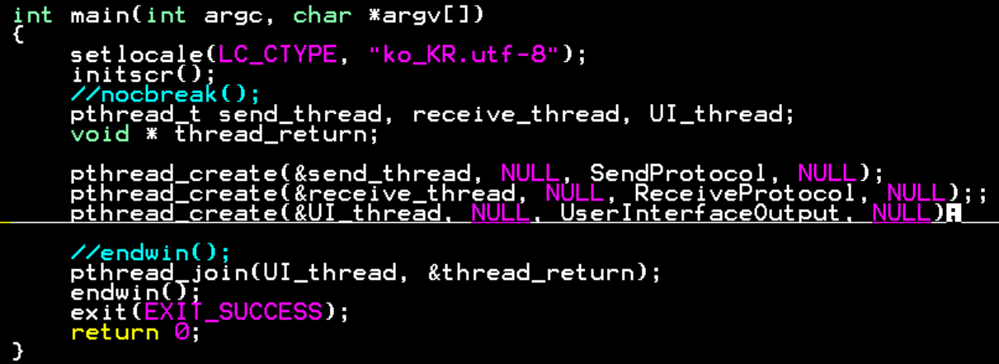 int main(int argc, char *argv[])
{
    setlocale(LC_CTYPE, "ko_KR.utf-8");
    initscr();
    //nocbreak();
    pthread_t send_thread, receive_thread, UI_thread;
    void * thread_return;

    pthread_create(&send_thread, NULL, SendProtocol, NULL);
    pthread_create(&receive_thread, NULL, ReceiveProtocol, NULL);;
    pthread_create(&UI_thread, NULL, UserInterfaceOutput, NULL);

    //endwin();
    pthread_join(UI_thread, &thread_return);
    endwin();
    exit(EXIT_SUCCESS);
    return 0;
}